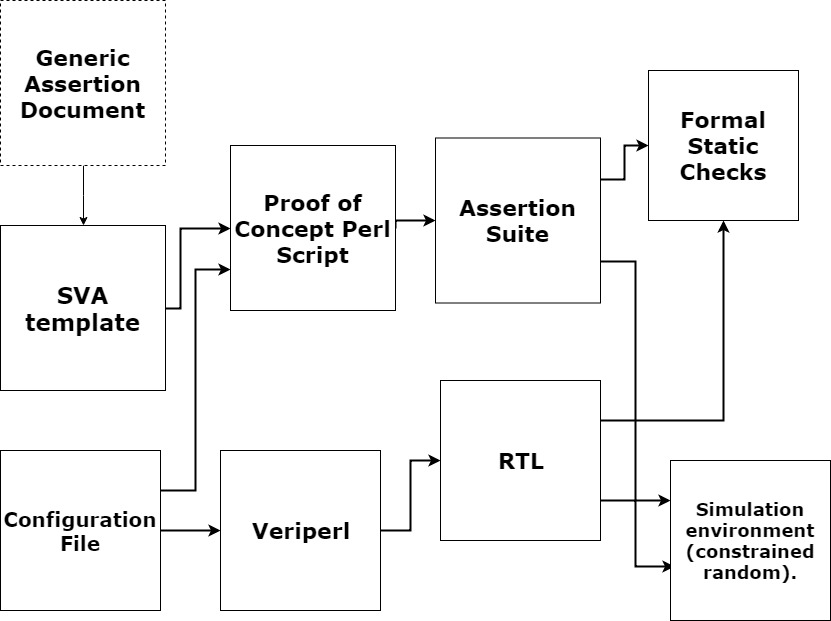 Generic
Assertion
Document
Formal
Static
Checks
Proof of
Concept Perl
Script
Assertion
Suite
SVA
template
RTL
Configuration
File
Veriperl
Simulation
environment
(constrained
random).